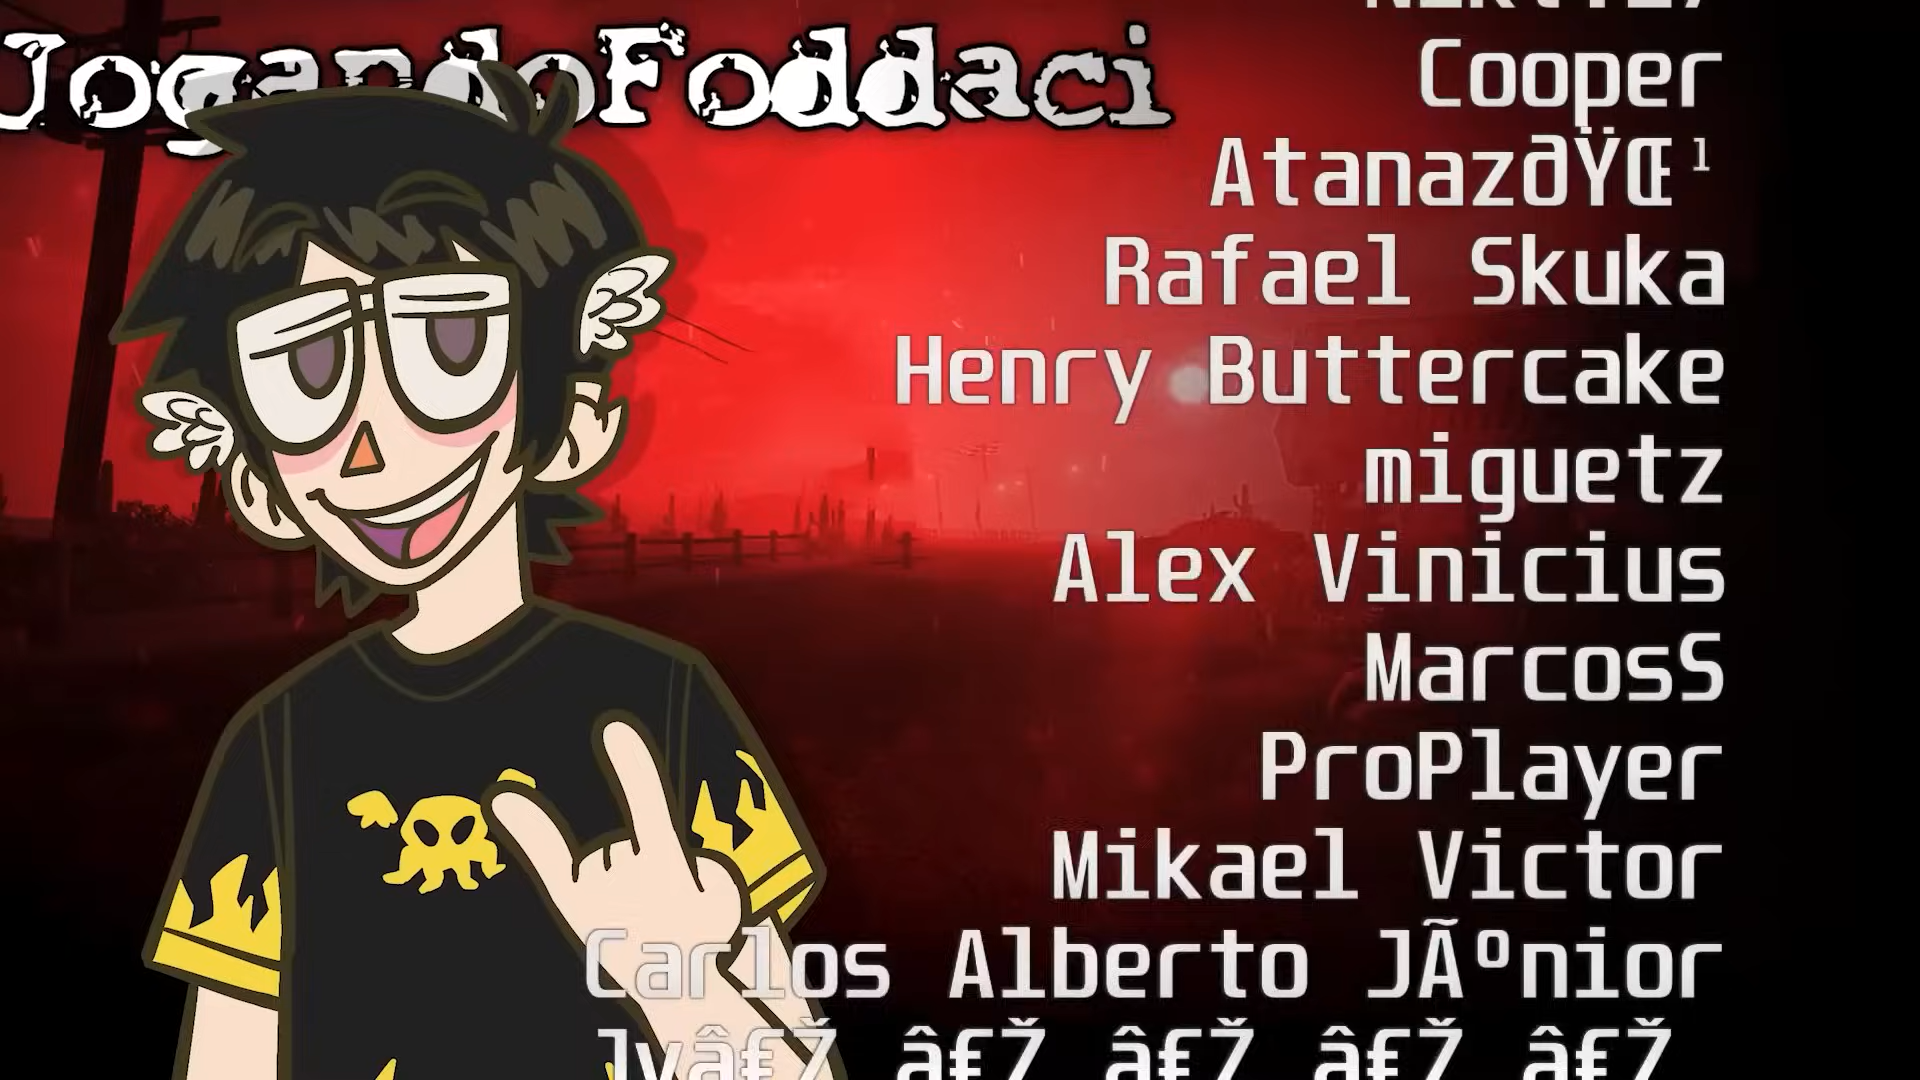 JogandoFoddaci
Cooper
AtanazðŸŒ¹
Rafael Skuka
Henry Buttercake
miguetz
Alex Vinicius
MarcosS
ProPlayer
Mikael Victor
Carlos Alberto JÃºnior